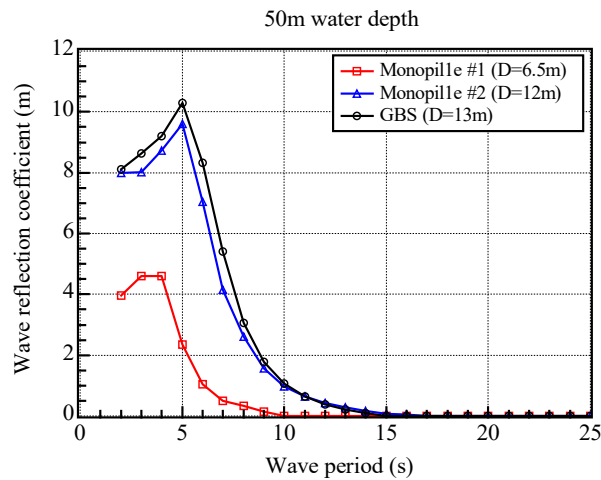 50m water depth
Wave reflection coefficient (m)
12
10
8
6
4
2
0
Monopil1e #1 (D=6.5m)
Monopil1e #2 (D=12m)
GBS (D=13m)
0
5
10
15
20
25
Wave period (s)